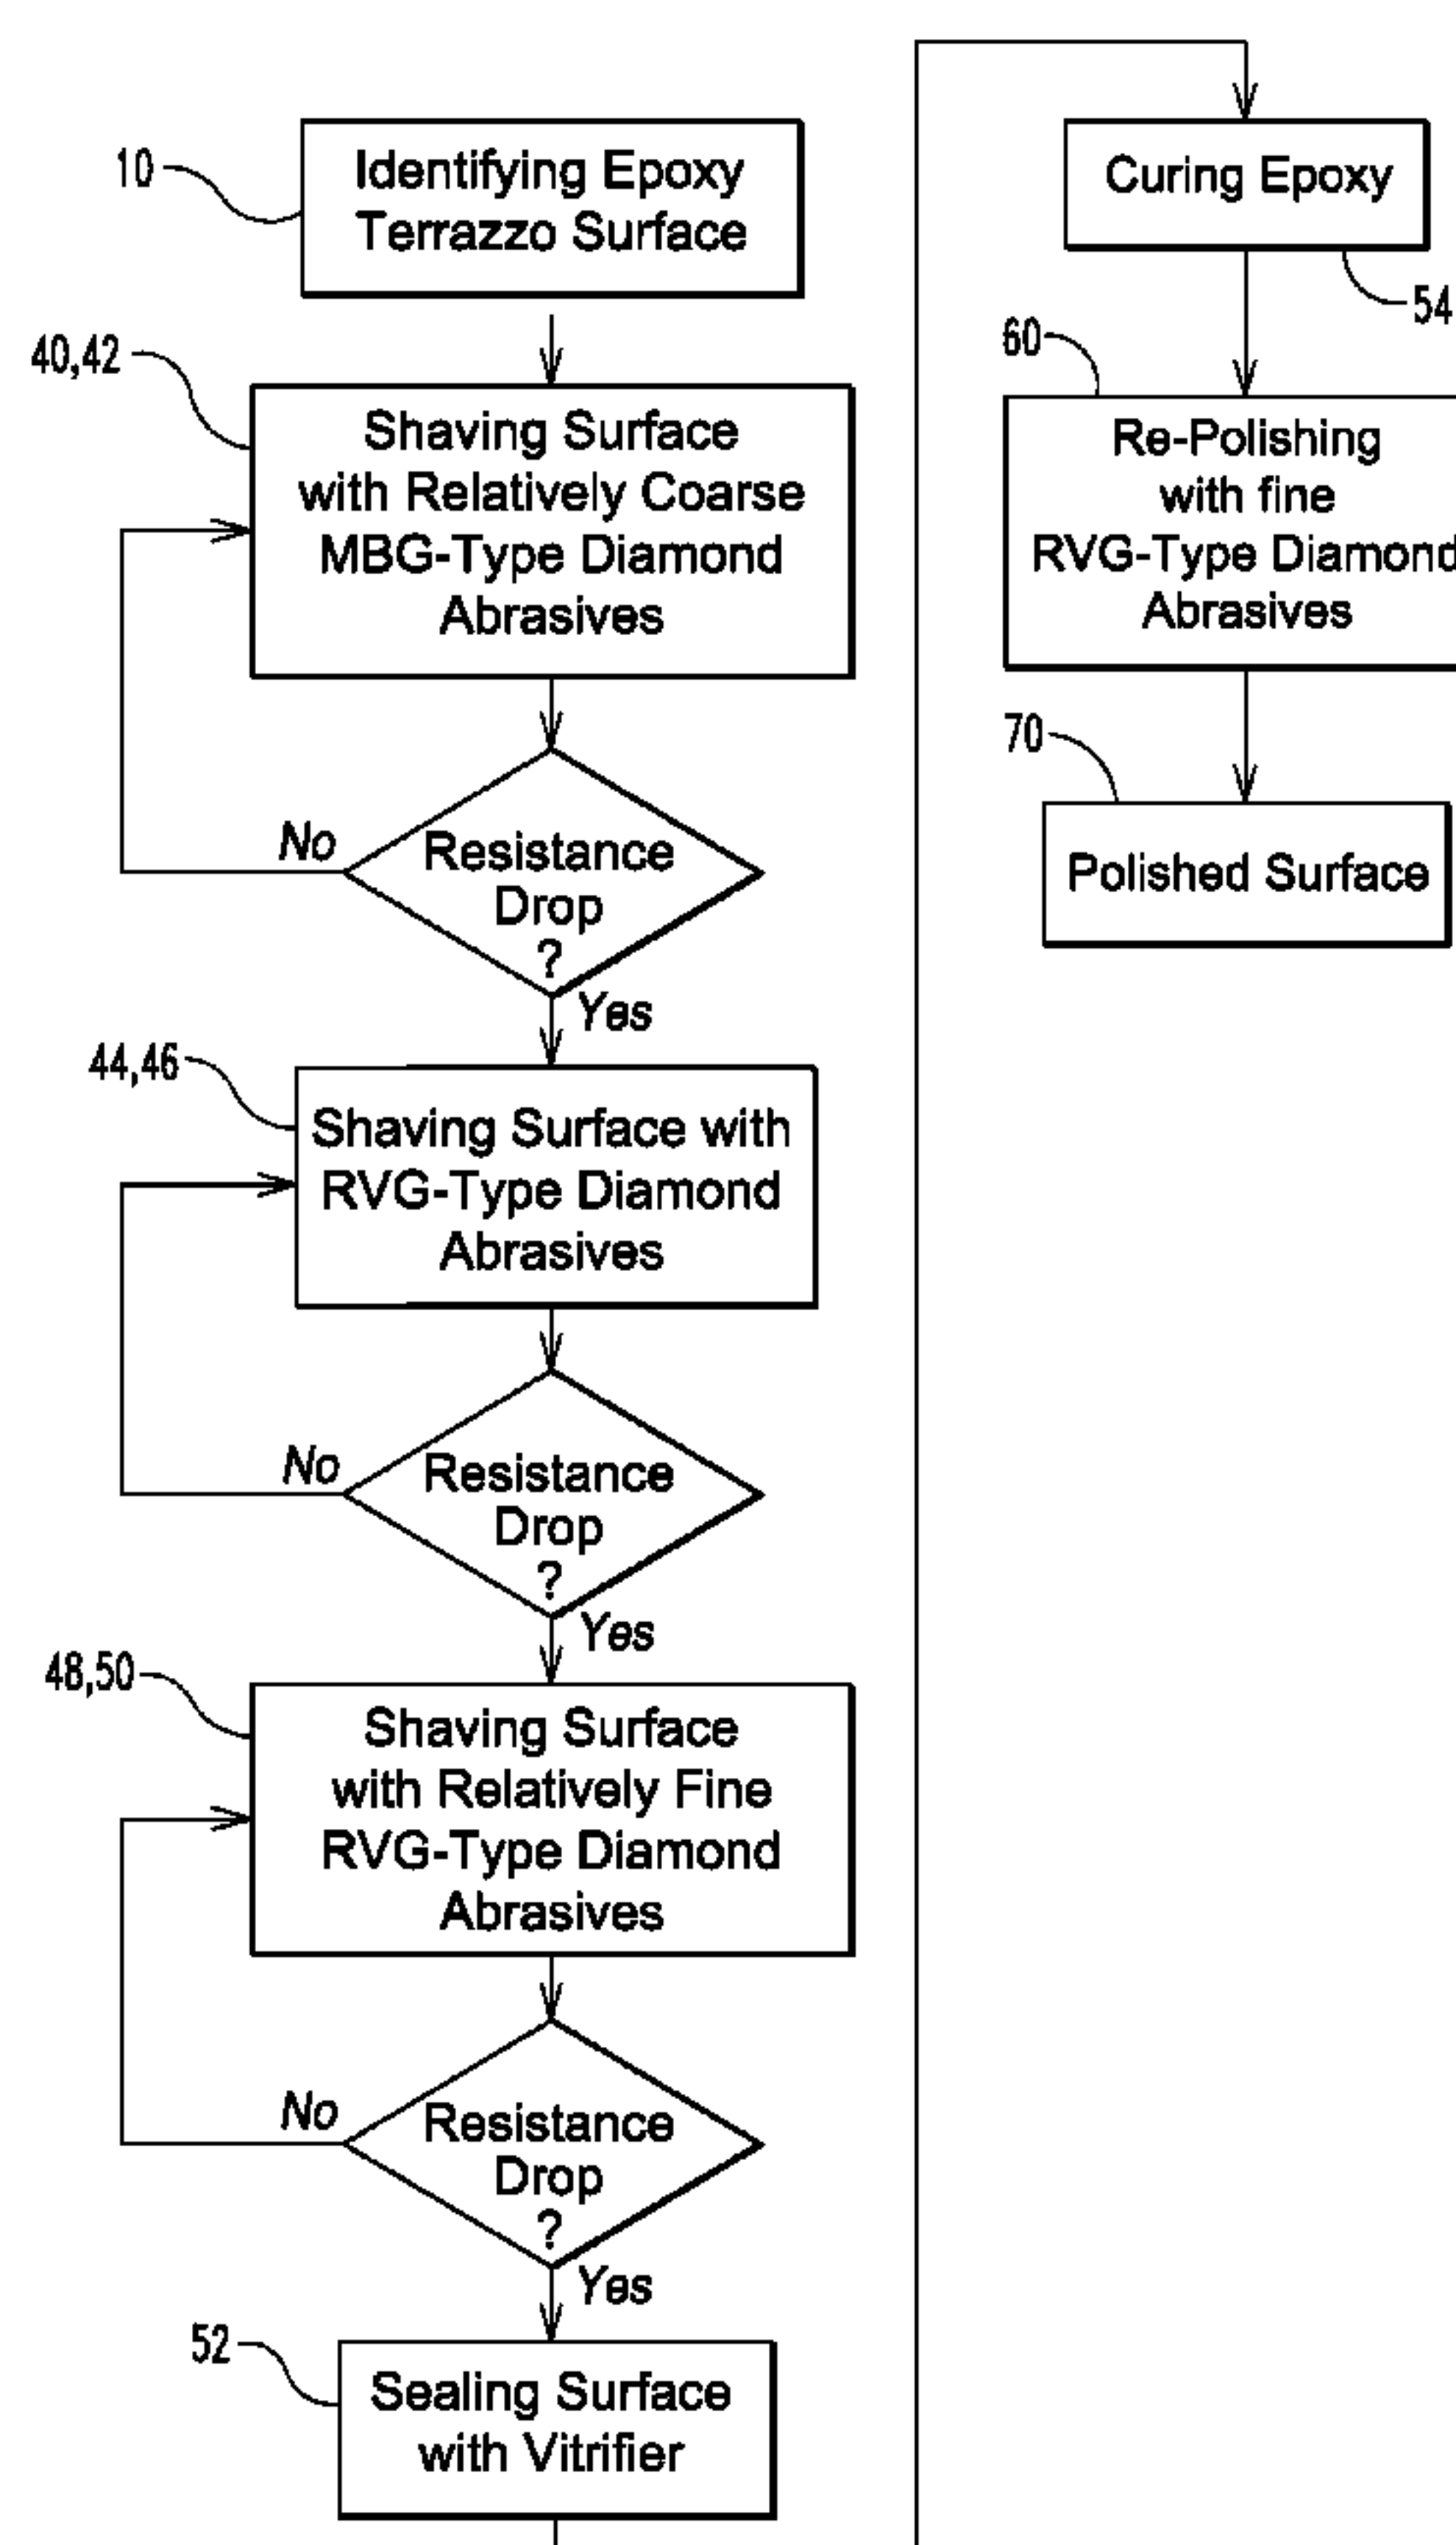 10
Identifying Epoxy
Terrazzo Surface
40,42
Shaving Surface
with Relatively Coarse
MBG-Type Diamond
Abrasives
No
Resistance
Drop
?
Yes
44,46
Shaving Surface with
RVG-Type Diamond
Abrasives
No
Resistance
Drop
?
Yes
48,50
Shaving Surface
with Relatively Fine
RVG-Type Diamond
Abrasives
No
Resistance
Drop
?
Yes
52
Sealing Surface
with Vitrifier
Curing Epoxy
54
60
Re-Polishing
with fine
RVG-Type Diamond
Abrasives
70
Polished Surface